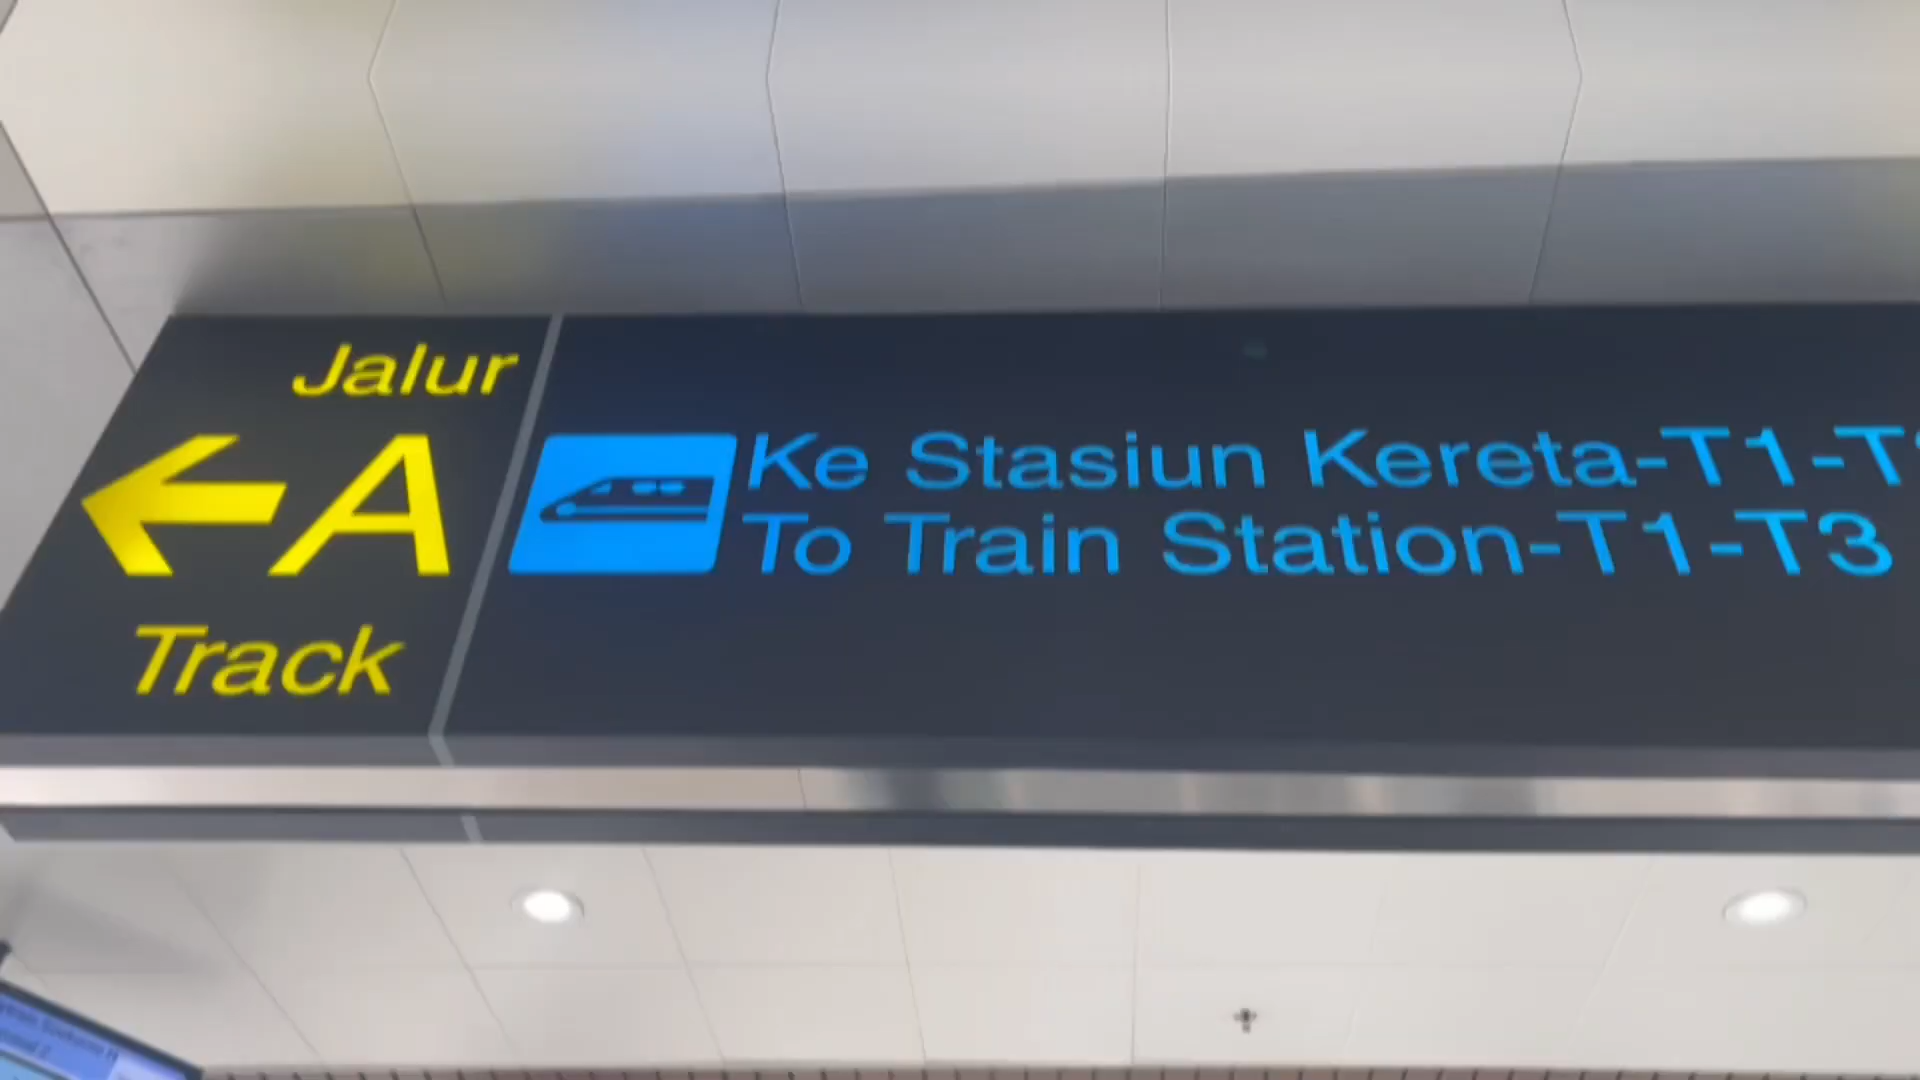 Jalur
A
Track
Ke Stasiun Kereta-T1-
To Train Station-T1-T3